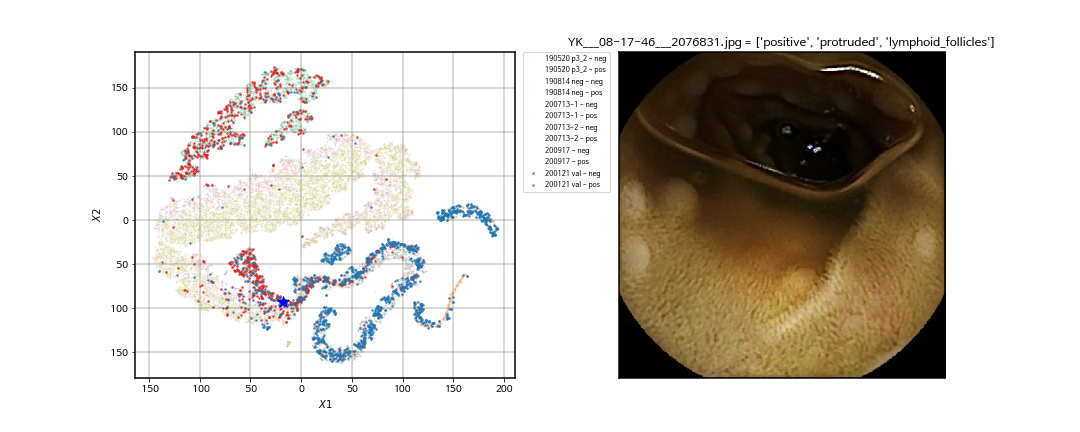 YK___08-17-46___2076831.jpg = ['positive', 'protruded', 'lymphoid_follicles']
190520 p3_2 - neg
190520 p3_2 - pos
190814 neg - neg
190814 neg - pos
200713-1 - neg
200713-1 - pos
200713-2 - neg
200713-2 - pos
200917 - neg
200917 - pos
200121 val - neg
200121 val - pos
150
100
50
0
50
100
150
X2
150 100 50 0 50 100 150 200
X1